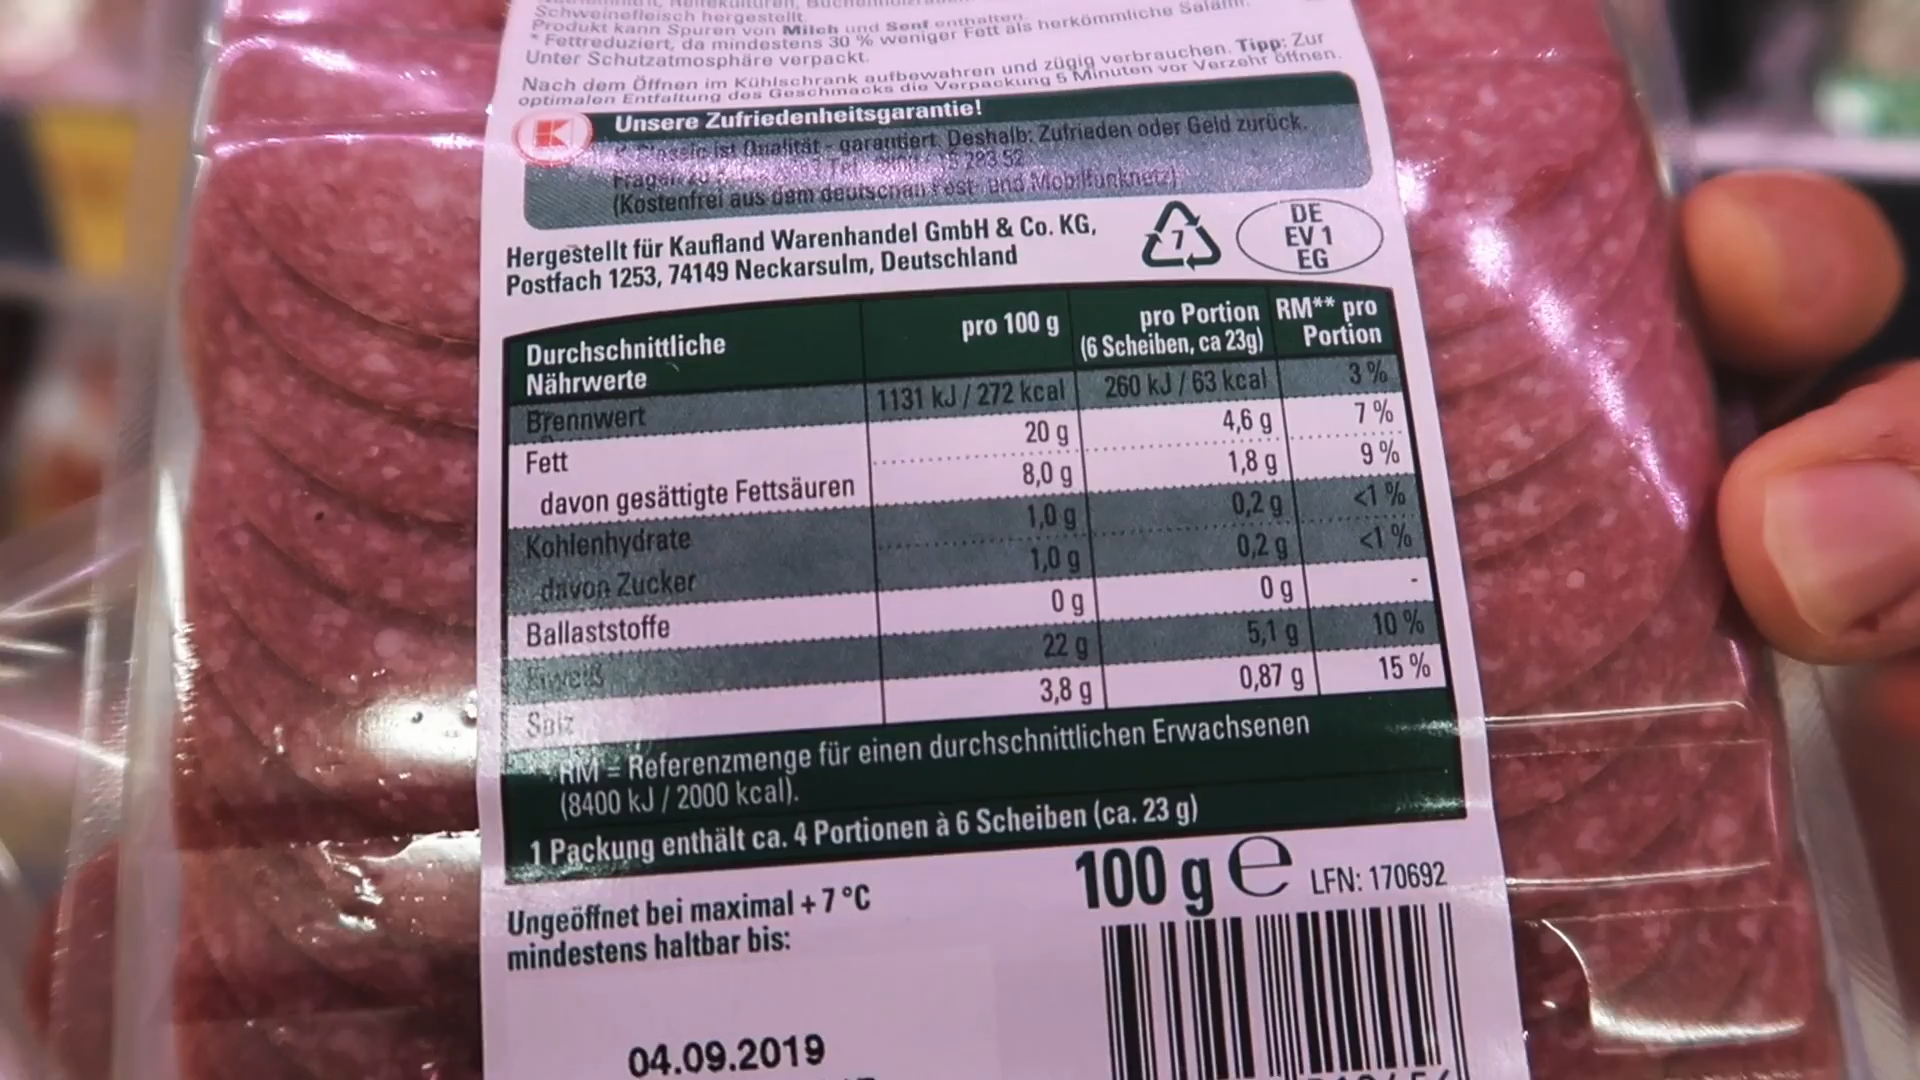 Schweinefleisch hergestellt.
Produkt kann Spuren von Milch und Senf enthalten.
* Fettreduziert, da mindestens 30 % weniger Fett als herkömmliche Salami.
Unter Schutzatmosphäre verpackt.
Nach dem Öffnen im Kühlschrank aufbewahren und zügig verbrauchen. Tipp: Zur
optimalen Entfaltung des Geschmacks die Verpackung 5 Minuten vor Verzehr öffnen.
Unsere Zufriedenheitsgarantie!
ist Qualität - garantiert. Deshalb: Zufrieden oder Geld zurück.
223 52
(Kostenfrei aus dem deutschen Fest- und Mobilfunknetz)
Hergestellt für Kaufland Warenhandel GmbH & Co. KG,
Postfach 1253, 74149 Neckarsulm, Deutschland
7
DE
EV 1
EG
Durchschnittliche
Nährwerte
pro 100 g
pro Portion
(6 Scheiben, ca 23g)
RM** pro
Portion
Brennwert 1131 kJ / 272 kcal 260 kJ / 63 kcal 3 %
Fett 20 g 4,6 g 7 %
davon gesättigte Fettsäuren 8,0 g 1,8 g 9 %
Kohlenhydrate 1,0 g 0,2 g <1 %
davon Zucker 1,0 g 0,2 g <1 %
Ballaststoffe 0 g 0 g -
Eiweiß 22 g 5,1 g 10 %
Salz 3,8 g 0,87 g 15 %
RM = Referenzmenge für einen durchschnittlichen Erwachsenen
(8400 kJ / 2000 kcal).
1 Packung enthält ca. 4 Portionen à 6 Scheiben (ca. 23 g)
100 g e LFN: 170692
Ungeöffnet bei maximal + 7 °C
mindestens haltbar bis:
04.09.2019